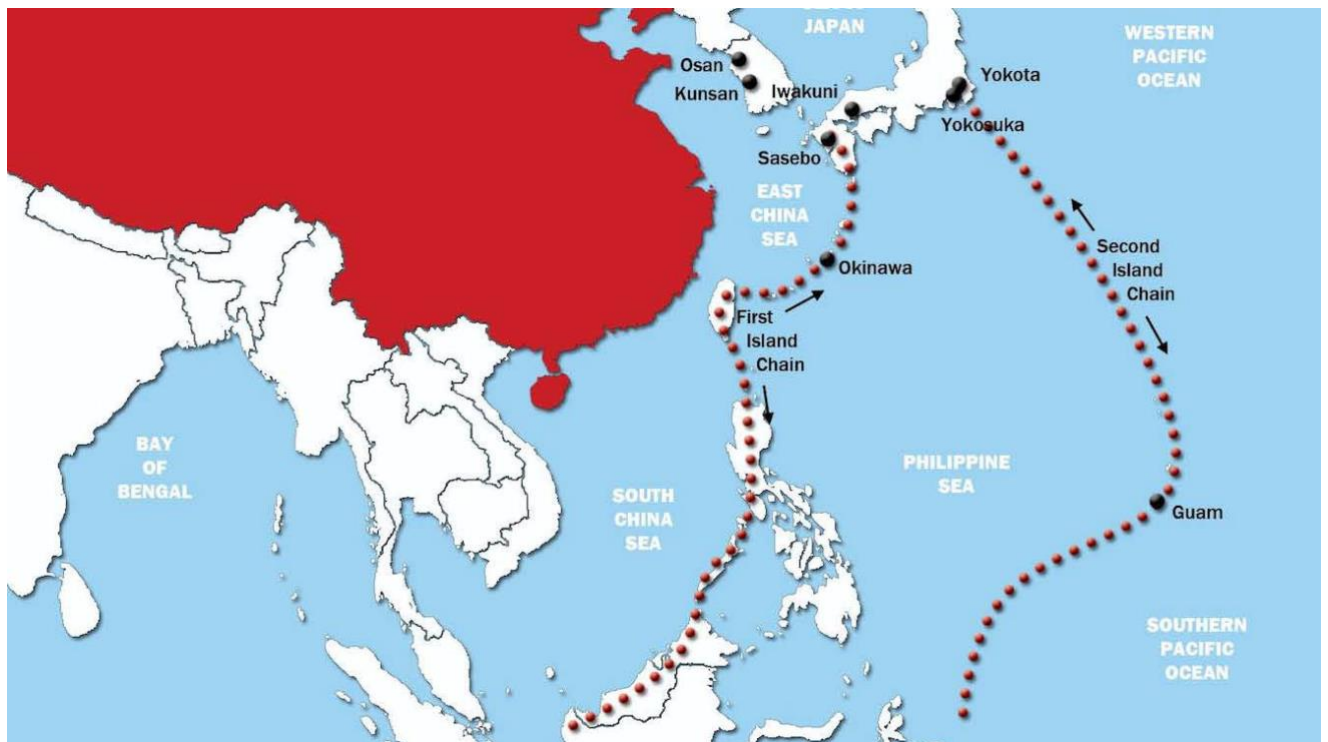 JAPAN
WESTERN
PACIFIC
OCEAN
Osan
Kunsan
Iwakuni
Yokota
Yokosuka
Sasebo
EAST
CHINA
SEA
Okinawa
Second
Island
Chain
First
Island
Chain
BAY
OF
BENGAL
SOUTH
CHINA
SEA
PHILIPPINE
SEA
Guam
SOUTHERN
PACIFIC
OCEAN